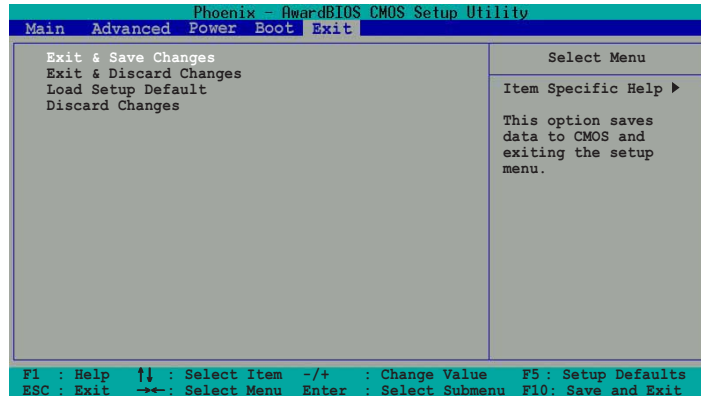 Phoenix - AwardBIOS CMOS Setup Utility
Main Advanced Power Boot Exit
Exit & Save Changes
Exit & Discard Changes
Load Setup Default
Discard Changes
Select Menu
Item Specific Help ▶
This option saves
data to CMOS and
exiting the setup
menu.
F1 : Help ↑↓ : Select Item -/+ : Change Value F5 : Setup Defaults
ESC : Exit →← : Select Menu Enter : Select Submenu F10: Save and Exit